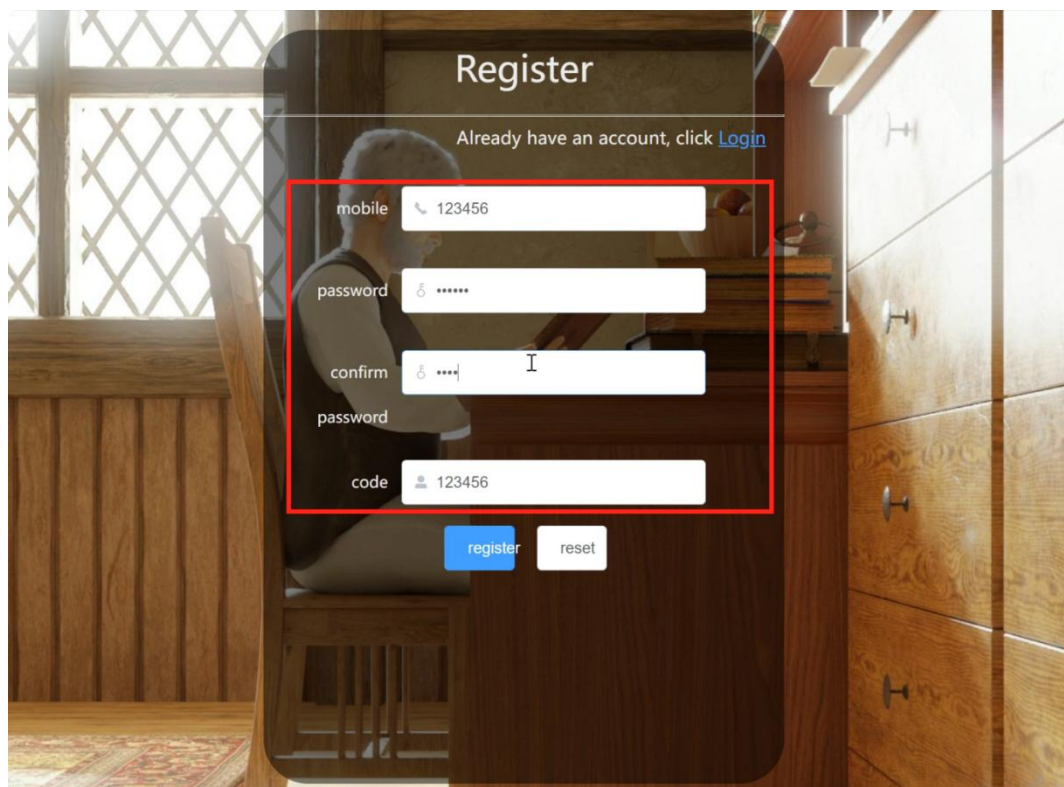 Register
Already have an account, click Login
mobile 123456
password ••••••
confirm ••••
password
code 123456
register reset